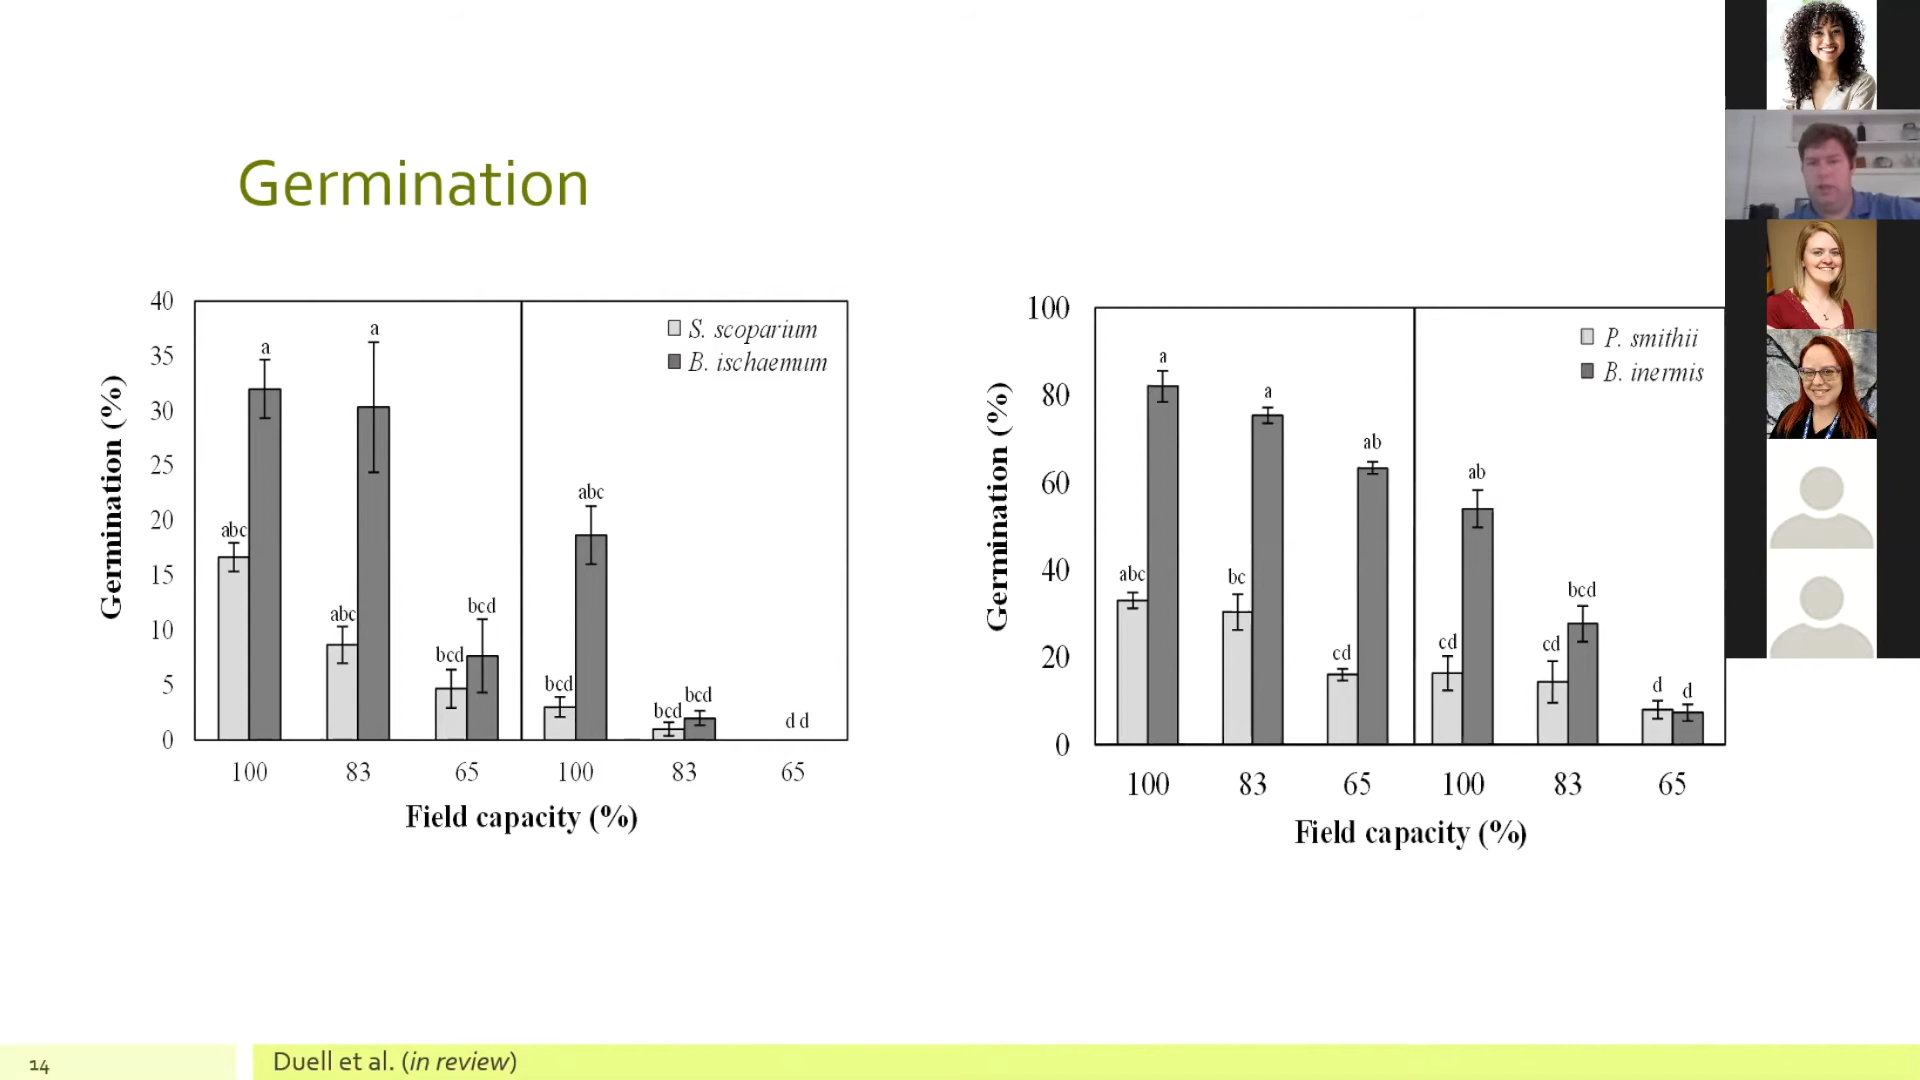 Germination
40
35
30
25
20
15
10
5
0
Germination (%)
S. scoparium
B. ischaemum
abc
a
abc
a
bcd
bcd
bcd
abc
bcd
bcd
d d
100 83 65 100 83 65
Field capacity (%)
100
80
60
40
20
0
Germination (%)
P. smithii
B. inermis
abc
a
bc
a
cd
ab
cd
ab
cd
bcd
d
d
100 83 65 100 83 65
Field capacity (%)
14
Duell et al. (in review)